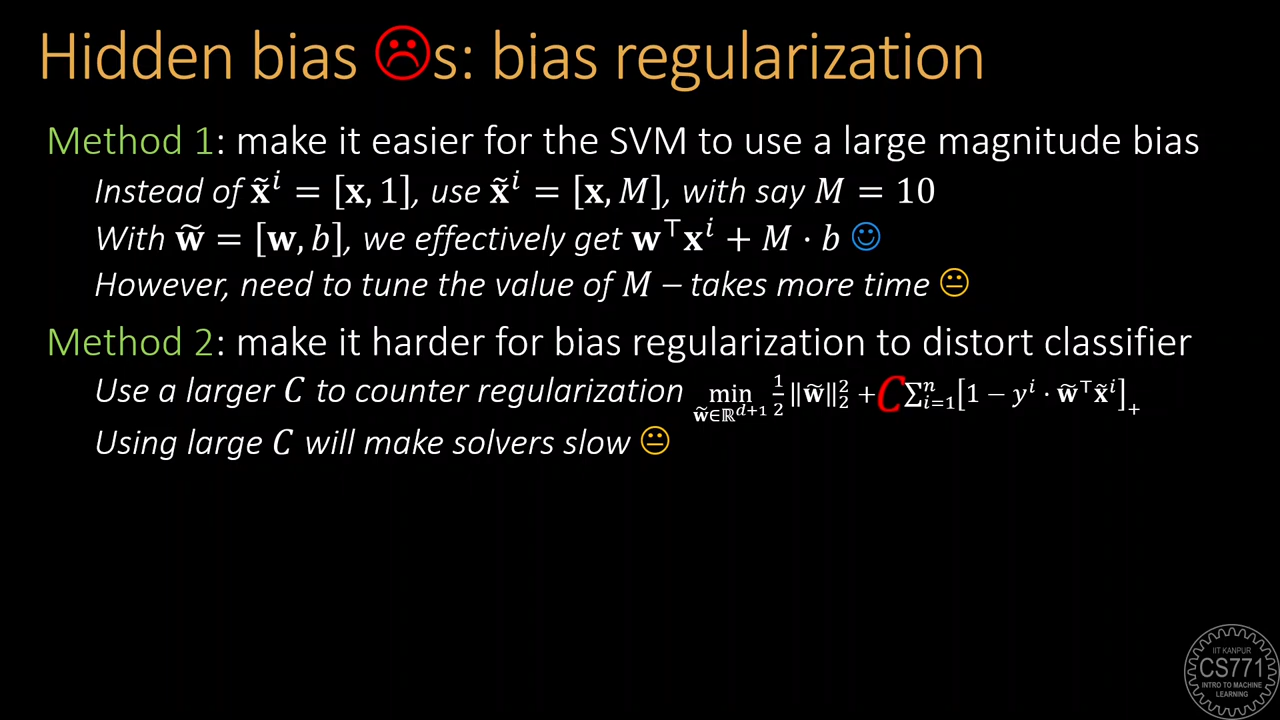 Hidden bias ☹s: bias regularization
Method 1: make it easier for the SVM to use a large magnitude bias
Instead of x̃ⁱ = [x, 1], use x̃ⁱ = [x, M], with say M = 10
With w̃ = [w, b], we effectively get w⊤xⁱ + M · b ☺
However, need to tune the value of M – takes more time 😐
Method 2: make it harder for bias regularization to distort classifier
Use a larger C to counter regularization min_{w̃∈ℝ^{d+1}} 1/2 ‖w̃‖₂² + C ∑_{i=1}^{n} [1 − yⁱ · w̃⊤x̃ⁱ]₊
Using large C will make solvers slow 😐
IIT KANPUR
CS771
INTRO TO MACHINE
LEARNING